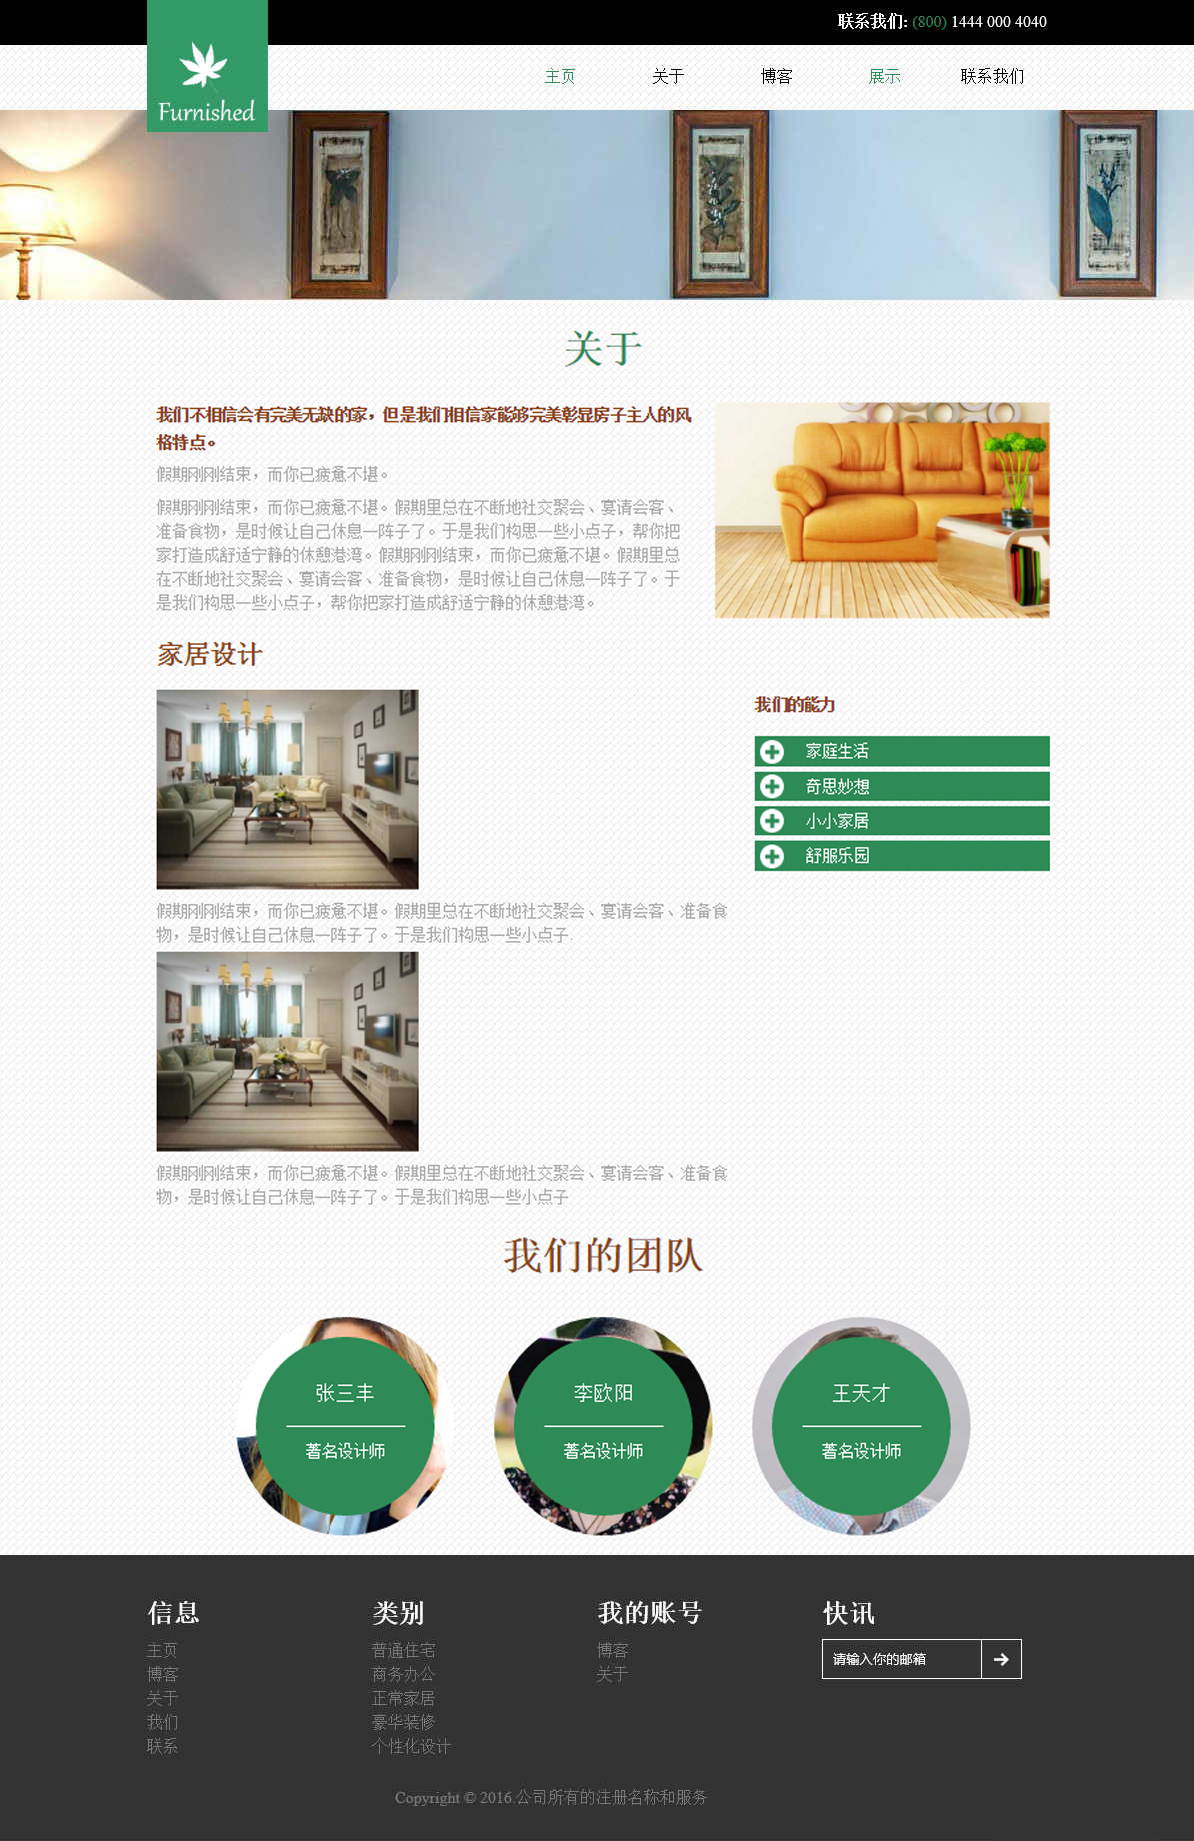 联系我们: (800) 1444 000 4040
Furnished
主页 关于 博客 展示 联系我们
关于
我们不相信会有完美无缺的家，但是我们相信家能够完美彰显房子主人的风
格特点。
假期刚刚结束，而你已疲惫不堪。
假期刚刚结束，而你已疲惫不堪。假期里总在不断地社交聚会、宴请会客、
准备食物，是时候让自己休息一阵子了。于是我们构思一些小点子，帮你把
家打造成舒适宁静的休憩港湾。假期刚刚结束，而你已疲惫不堪。假期里总
在不断地社交聚会、宴请会客、准备食物，是时候让自己休息一阵子了。于
是我们构思一些小点子，帮你把家打造成舒适宁静的休憩港湾。
家居设计
假期刚刚结束，而你已疲惫不堪。假期里总在不断地社交聚会、宴请会客、准备食
物，是时候让自己休息一阵子了。于是我们构思一些小点子.
假期刚刚结束，而你已疲惫不堪。假期里总在不断地社交聚会、宴请会客、准备食
物，是时候让自己休息一阵子了。于是我们构思一些小点子
我们的能力
家庭生活
奇思妙想
小小家居
舒服乐园
我们的团队
张三丰
著名设计师
李欧阳
著名设计师
王天才
著名设计师
信息
主页
博客
关于
我们
联系
类别
普通住宅
商务办公
正常家居
豪华装修
个性化设计
我的账号
博客
关于
快讯
请输入你的邮箱
Copyright © 2016.公司所有的注册名称和服务